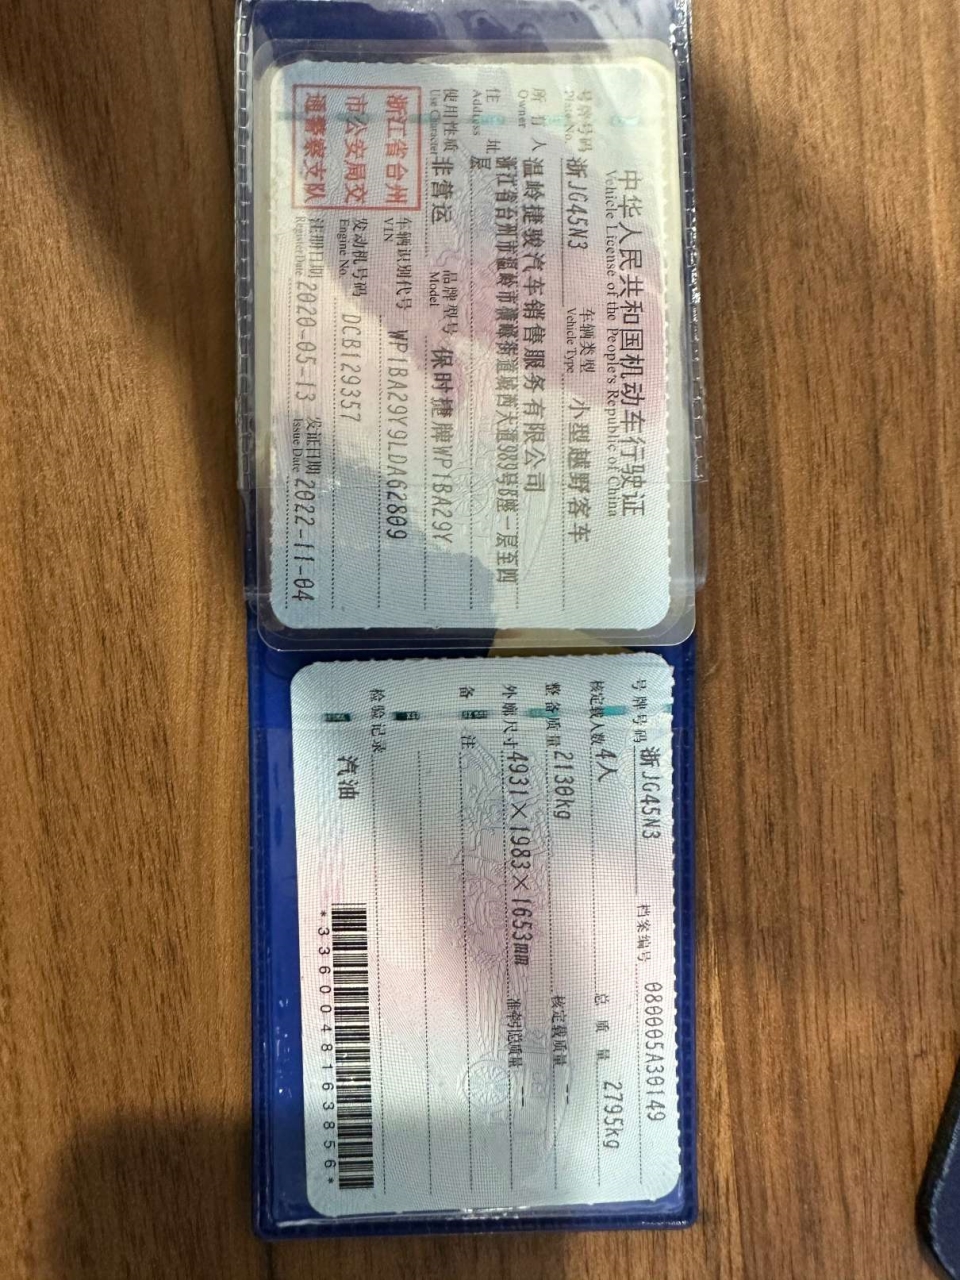 中华人民共和国机动车行驶证
Vehicle License of the People's Republic of China
号牌号码 浙JG45N3 车辆类型 小型越野客车
Plate No. Vehicle Type
所有人 温岭捷骏汽车销售服务有限公司
Owner
住址 浙江省台州市温岭市 街道城西大道989号 座一层至四层
Address
使用性质 非营运 品牌型号 保时捷牌WP1BA29Y
Use Character Model
浙江省台州市公安局交通警察支队
车辆识别代号 WP1BA29Y9LDA62809
VIN
发动机号码 DCB129357
Engine No.
注册日期 2020-05-13 发证日期 2022-11-04
Register Date Issue Date
号牌号码 浙JG45N3 档案编号 080005A30149
核定载人数 4人 总质量 2795kg
整备质量 2130kg 核定载质量 --
外廓尺寸 4931×1983×1653mm 准牵引总质量 --
备注
检验记录
汽油
*3360048163856*